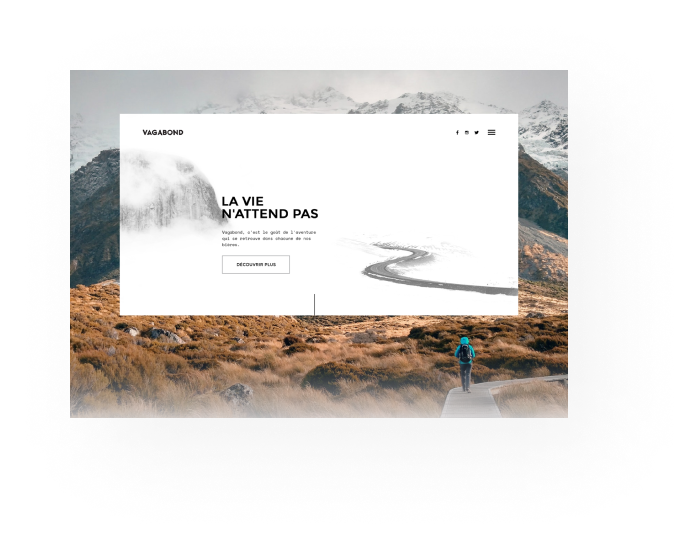 VAGABOND
LA VIE
N'ATTEND PAS
Vagabond, c'est le goût de l'aventure
qui se retrouve dans chacune de nos
bières.
DÉCOUVRIR PLUS